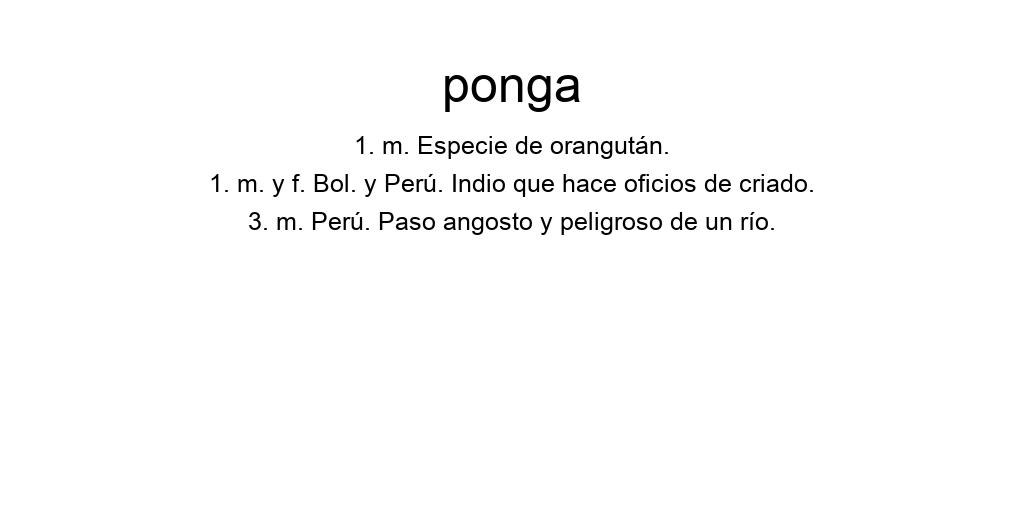 ponga
1. m. Especie de orangután.
1. m. y f. Bol. y Perú. Indio que hace oficios de criado.
3. m. Perú. Paso angosto y peligroso de un río.